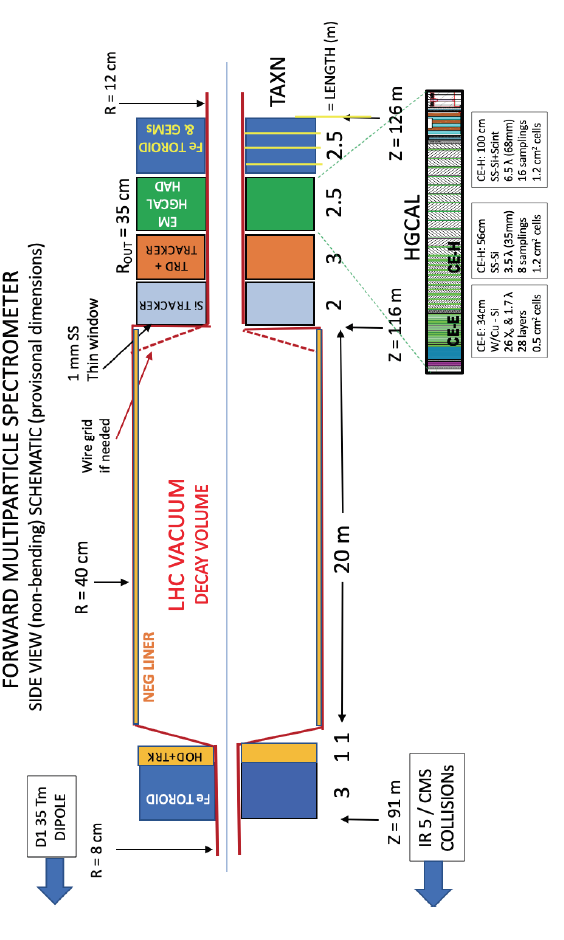 FORWARD MULTIPARTICLE SPECTROMETER
SIDE VIEW (non-bending) SCHEMATIC (provisonal dimensions)
D1 35 Tm
DIPOLE
R = 8 cm
R = 40 cm
Wire grid
if needed
1 mm SS
Thin window
R_OUT = 35 cm
R = 12 cm
Fe TOROID
HOD+TRK
NEG LINER
LHC VACUUM
DECAY VOLUME
Si TRACKER
TRD +
TRACKER
EM
HGCAL
HAD
Fe TOROID
& GEMs
TAXN
3
1
1
20 m
2
3
2.5
2.5
= LENGTH (m)
Z = 91 m
Z = 116 m
Z = 126 m
IR 5 / CMS
COLLISIONS
HGCAL
CE-E
CE-H
CE-E: 34cm
W/Cu - Si
26 X₀ & 1.7 λ
28 layers
0.5 cm² cells
CE-H: 56cm
SS-Si
3.5 λ (35mm)
8 samplings
1.2 cm² cells
CE-H: 100 cm
SS-Si+Scint
6.5 λ (68mm)
16 samplings
1.2 cm² cells